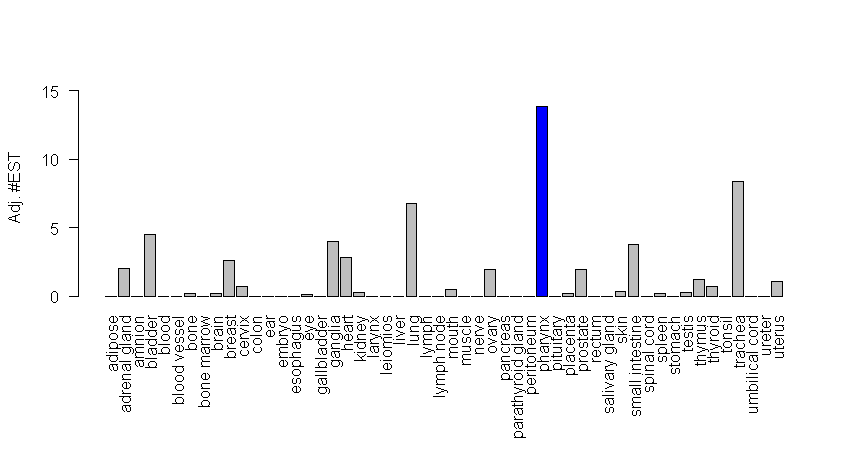 Adj. #EST
15
10
5
0
adipose
adrenal gland
amnion
bladder
blood
blood vessel
bone
bone marrow
brain
breast
cervix
colon
ear
embryo
esophagus
eye
gallbladder
ganglia
heart
kidney
larynx
leiomios
liver
lung
lymph
lymph node
mouth
muscle
nerve
ovary
pancreas
parathyroid gland
peritoneum
pharynx
pituitary
placenta
prostate
rectum
salivary gland
skin
small intestine
spinal cord
spleen
stomach
testis
thymus
thyroid
tonsil
trachea
umbilical cord
ureter
uterus